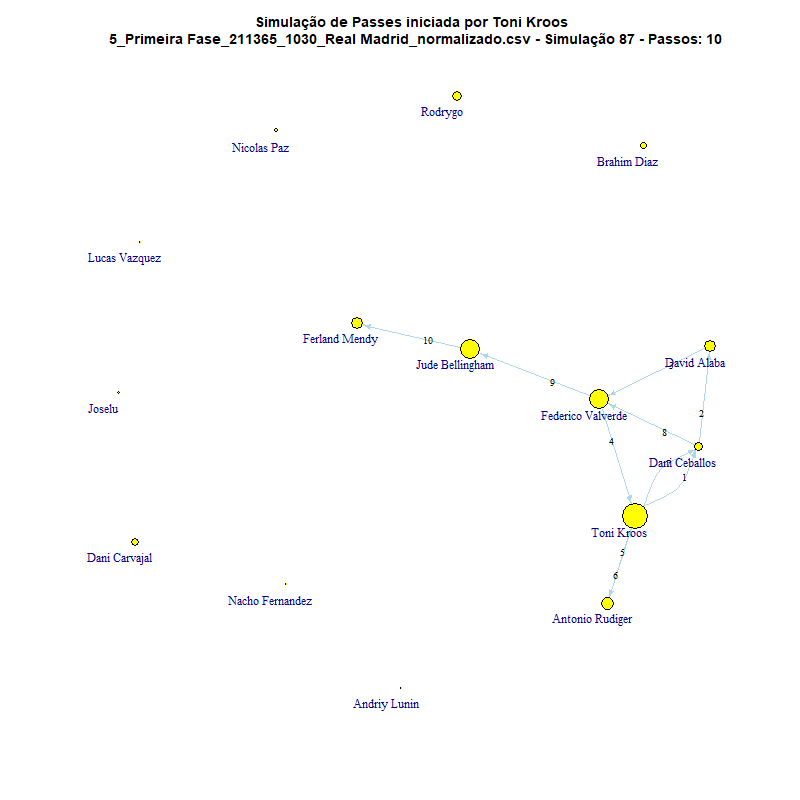 Simulação de Passes iniciada por Toni Kroos
5_Primeira Fase_211365_1030_Real Madrid_normalizado.csv - Simulação 87 - Passos: 10
Rodrygo
Nicolas Paz
Brahim Diaz
Lucas Vazquez
Ferland Mendy
10
Jude Bellingham
David Alaba
9
Federico Valverde
2
8
4
Joselu
Dani Ceballos
1
Toni Kroos
5
6
Dani Carvajal
Nacho Fernandez
Antonio Rudiger
Andriy Lunin